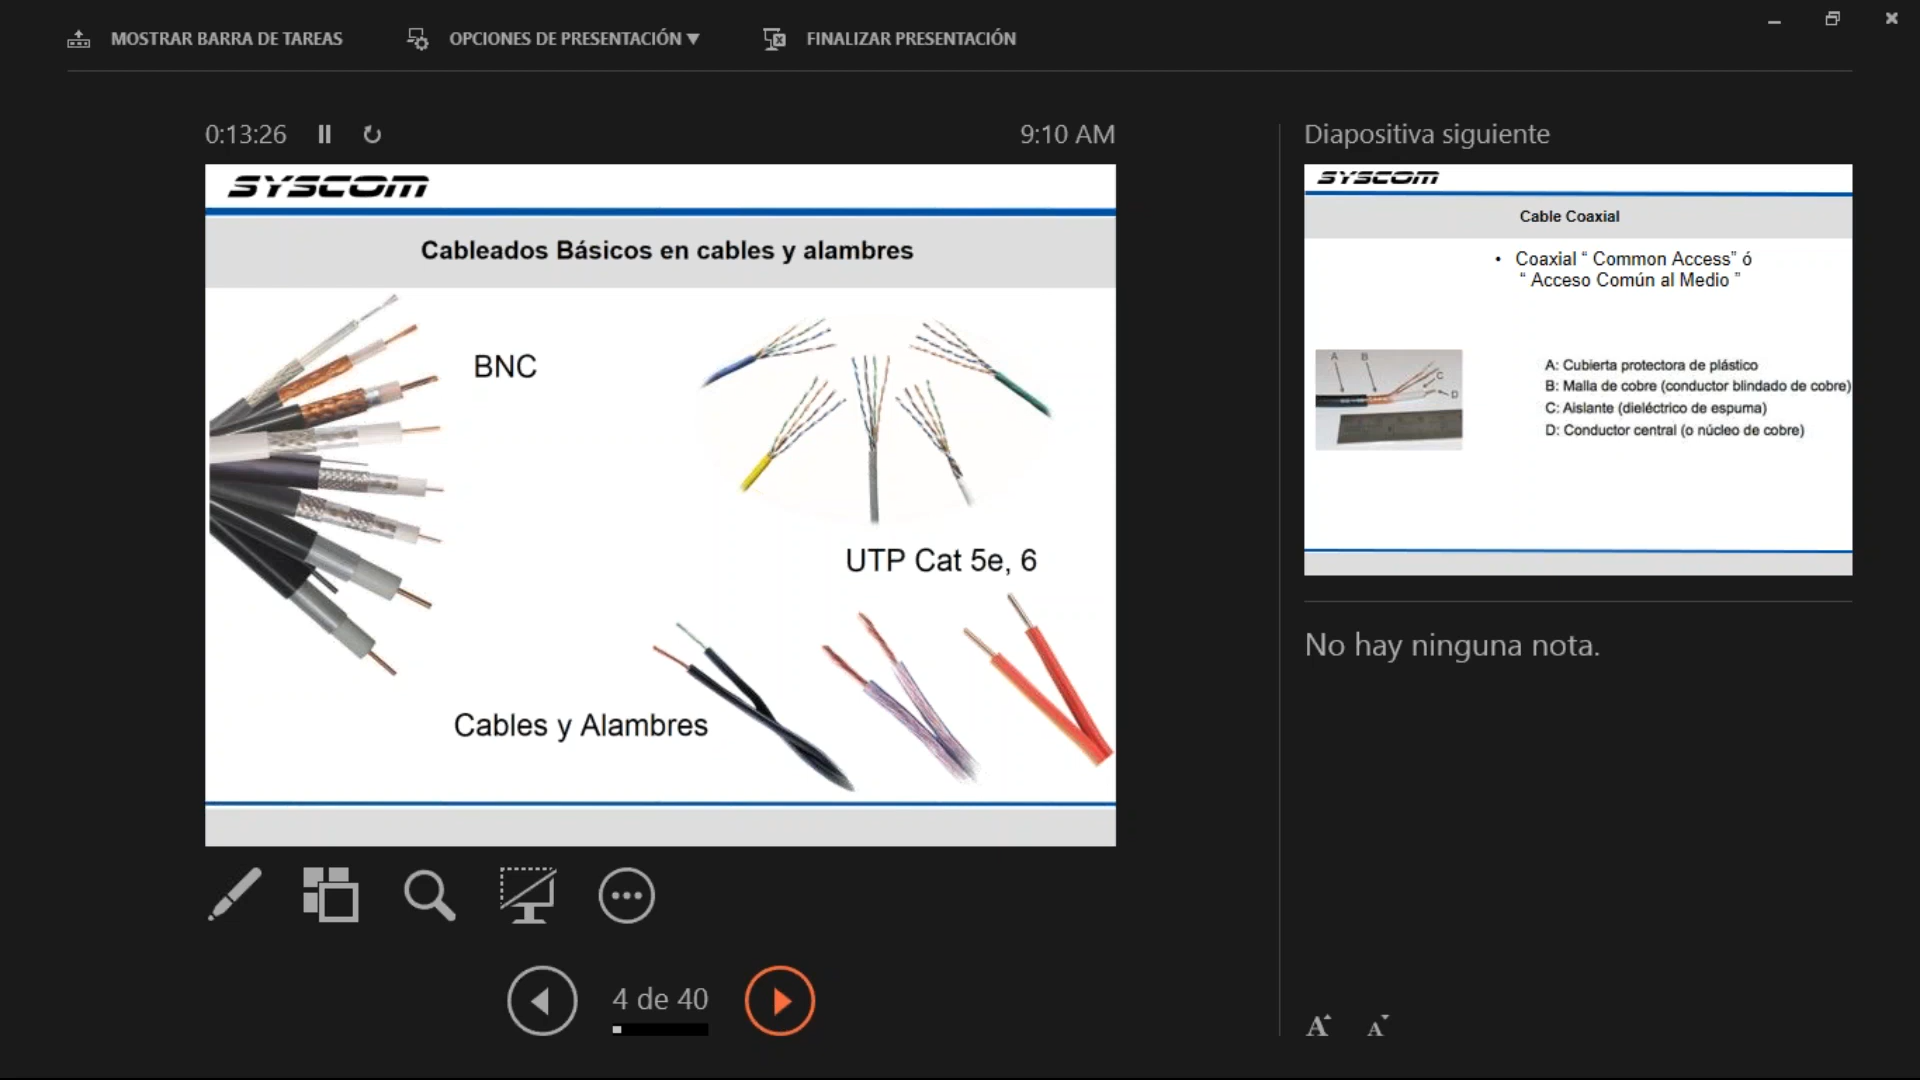 MOSTRAR BARRA DE TAREAS
OPCIONES DE PRESENTACIÓN ▼
FINALIZAR PRESENTACIÓN
0:13:26
9:10 AM
SYSCOM
Cableados Básicos en cables y alambres
BNC
UTP Cat 5e, 6
Cables y Alambres
4 de 40
Diapositiva siguiente
SYSCOM
Cable Coaxial
• Coaxial “ Common Access” ó
“ Acceso Común al Medio ”
A
B
C
D
A: Cubierta protectora de plástico
B: Malla de cobre (conductor blindado de cobre)
C: Aislante (dieléctrico de espuma)
D: Conductor central (o núcleo de cobre)
No hay ninguna nota.
A
A